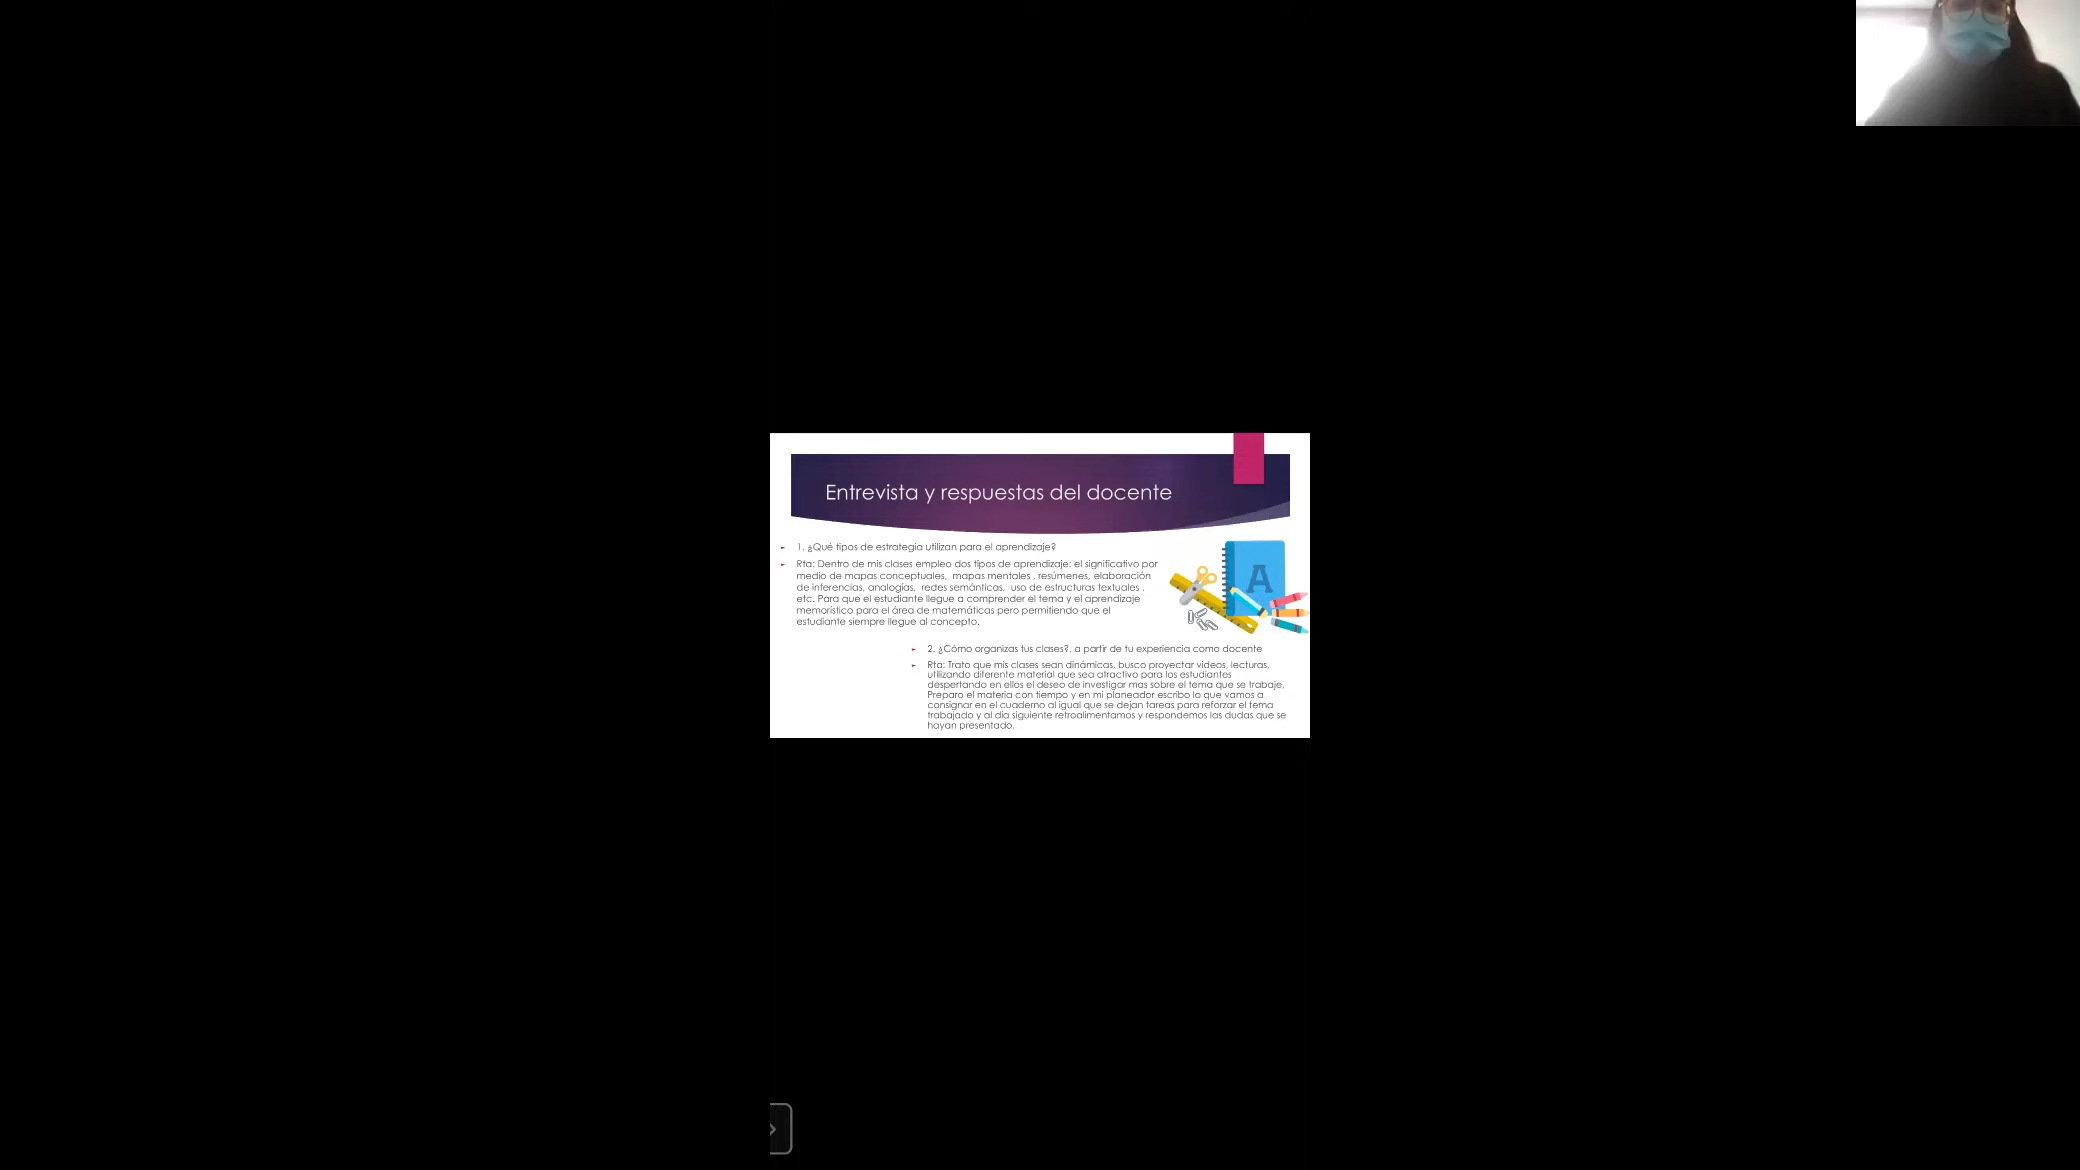 Entrevista y respuestas del docente
1. ¿Qué tipos de estrategia utilizan para el aprendizaje?
Rta: Dentro de mis clases empleo dos tipos de aprendizaje: el significativo por
medio de mapas conceptuales, mapas mentales , resúmenes, elaboración
de inferencias, analogías, redes semánticas, uso de estructuras textuales ,
etc. Para que el estudiante llegue a comprender el tema y el aprendizaje
memorístico para el área de matemáticas pero permitiendo que el
estudiante siempre llegue al concepto.
A
2. ¿Cómo organizas tus clases?, a partir de tu experiencia como docente
Rta: Trato que mis clases sean dinámicas, busco proyectar videos, lecturas,
utilizando diferente material que sea atractivo para los estudiantes
despertando en ellos el deseo de investigar mas sobre el tema que se trabaje.
Preparo el materia con tiempo y en mi planeador escribo lo que vamos a
consignar en el cuaderno al igual que se dejan tareas para reforzar el tema
trabajado y al día siguiente retroalimentamos y respondemos las dudas que se
hayan presentado.